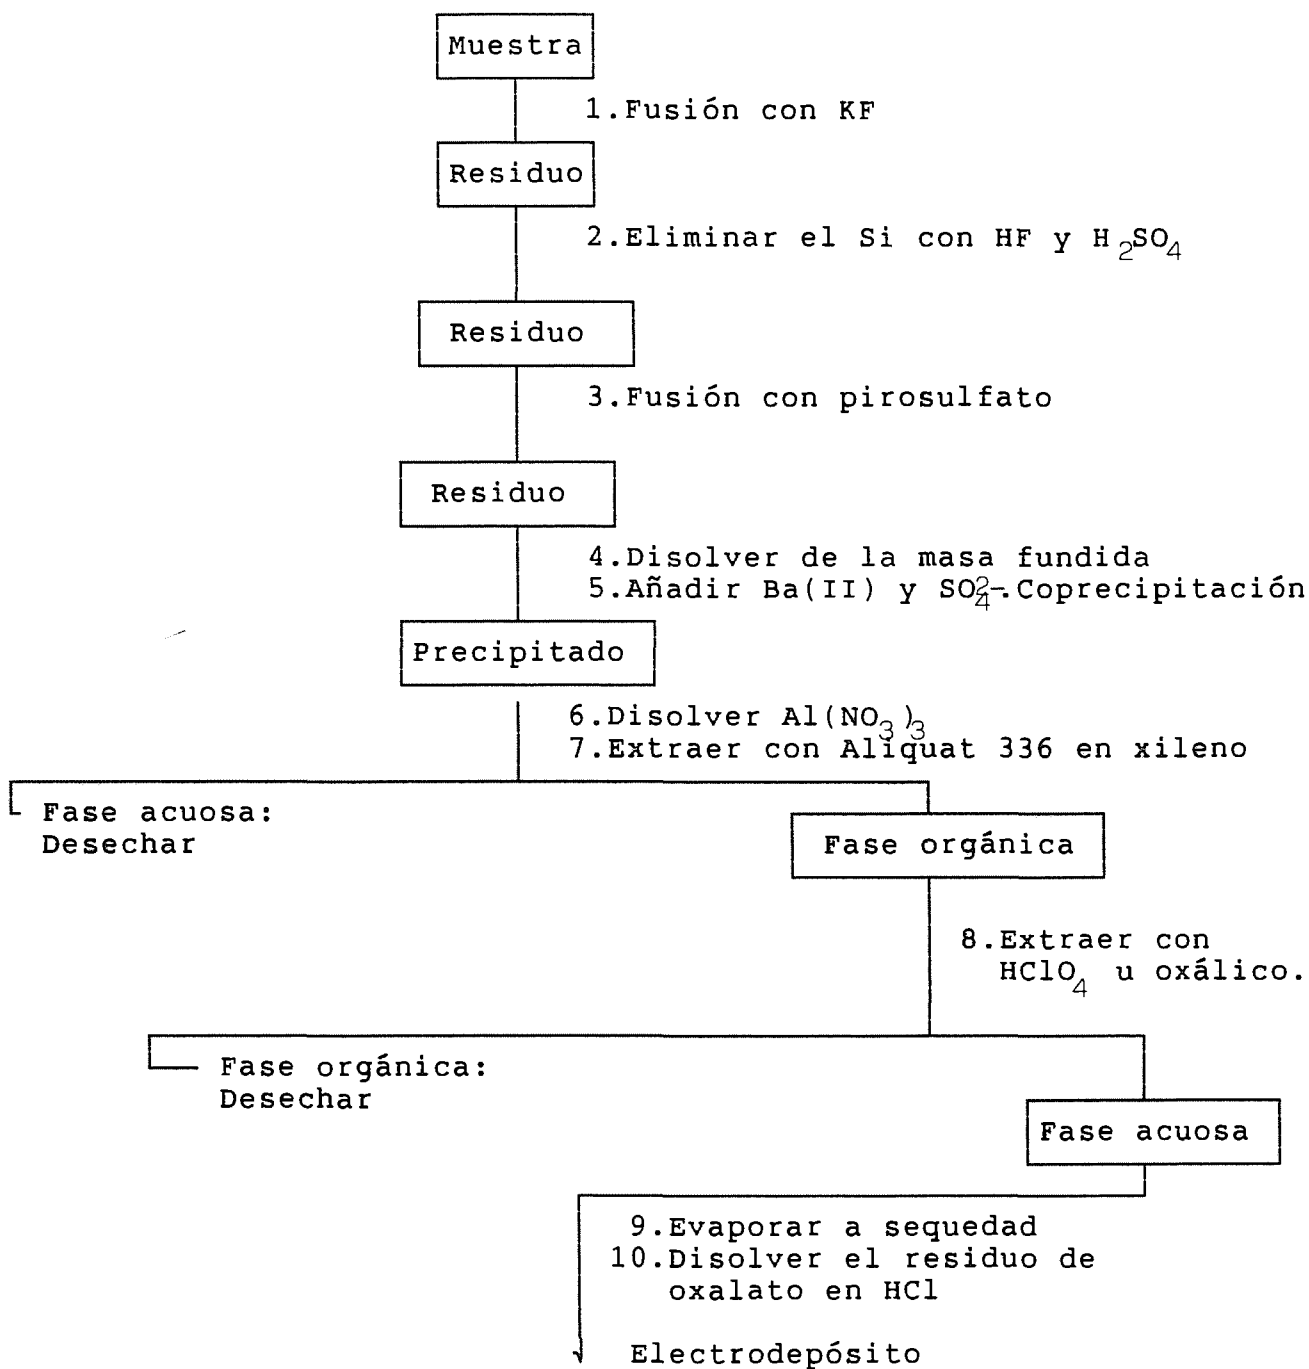 Muestra
1.Fusión con KF
Residuo
2.Eliminar el Si con HF y H₂SO₄
Residuo
3.Fusión con pirosulfato
Residuo
4.Disolver de la masa fundida
5.Añadir Ba(II) y SO₄²⁻.Coprecipitación
Precipitado
6.Disolver Al(NO₃)₃
7.Extraer con Aliquat 336 en xileno
Fase acuosa:
Desechar
Fase orgánica
8.Extraer con
HClO₄ u oxálico.
Fase orgánica:
Desechar
Fase acuosa
9.Evaporar a sequedad
10.Disolver el residuo de
oxalato en HCl
Electrodepósito